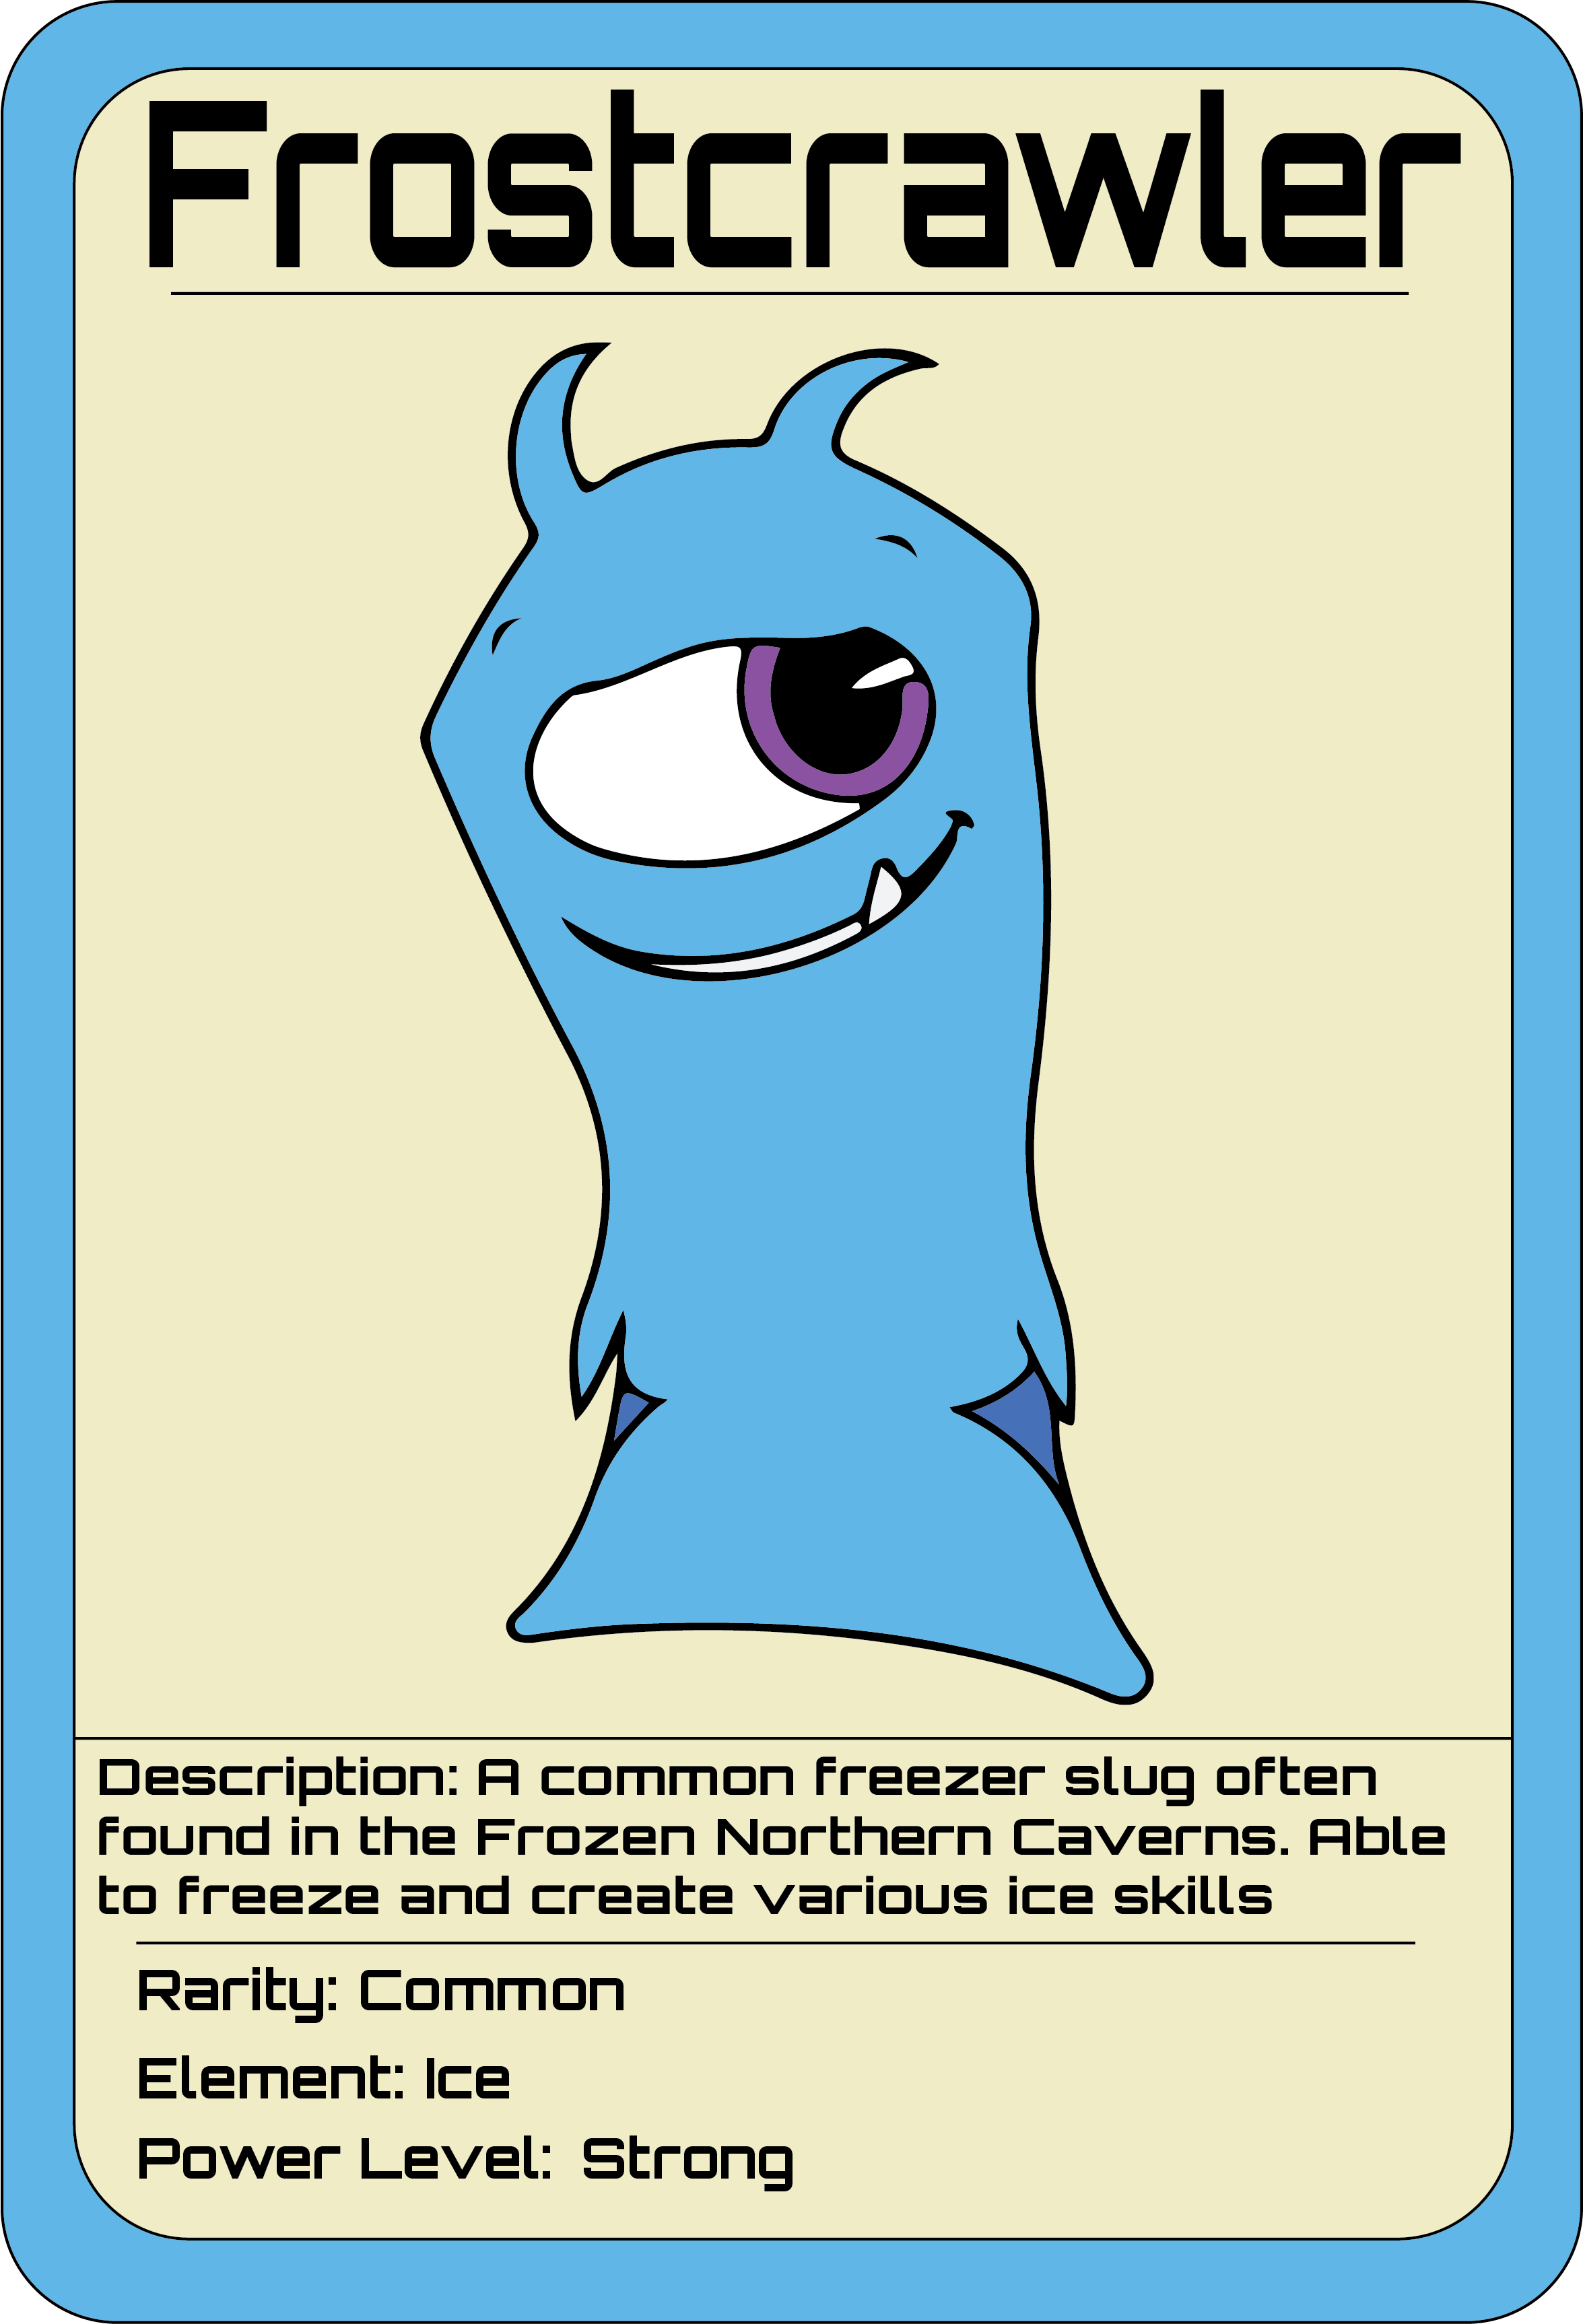 Frostcrawler
Description: A common freezer slug often
found in the Frozen Northern Caverns. Able
to freeze and create various ice skills
Rarity: Common
Element: Ice
Power Level: Strong